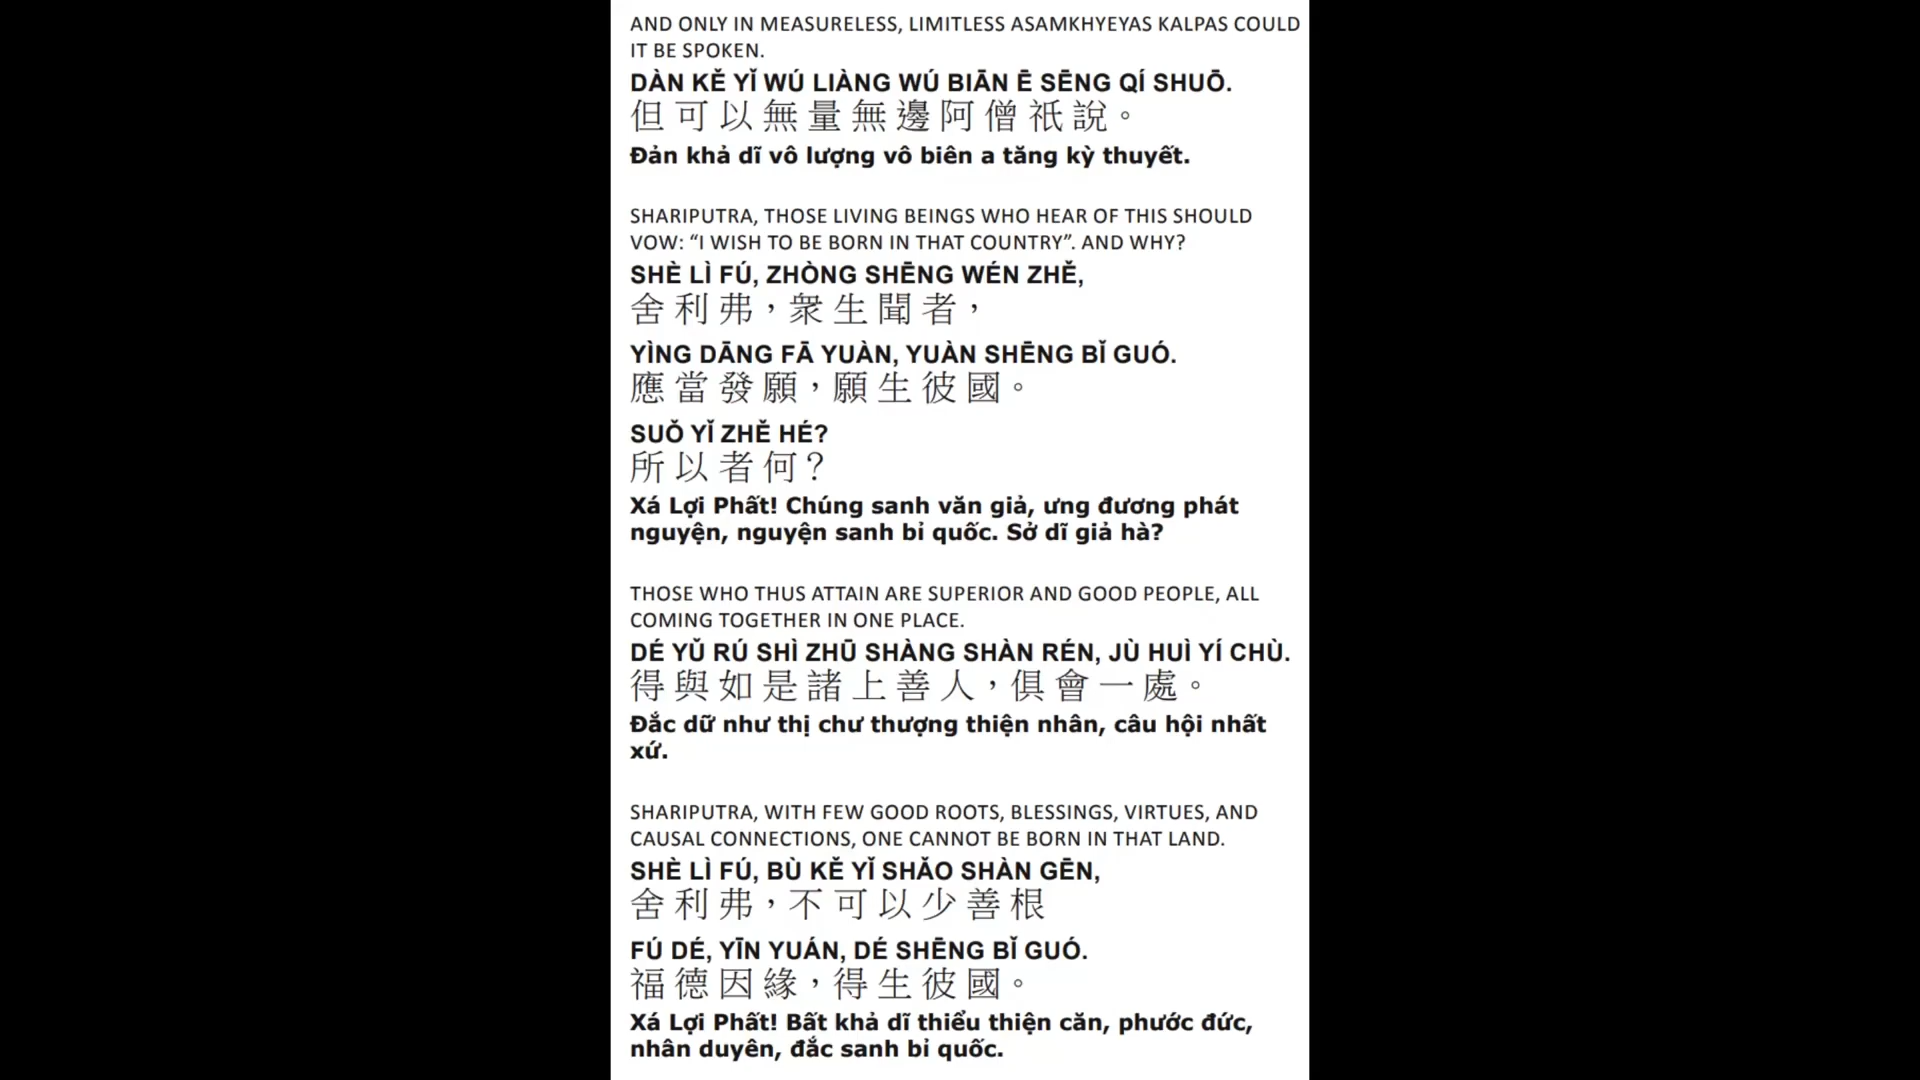 AND ONLY IN MEASURELESS, LIMITLESS ASAMKHYEYAS KALPAS COULD
IT BE SPOKEN.
DÀN KĚ YǏ WÚ LIÀNG WÚ BIĀN Ē SĒNG QÍ SHUŌ.
但可以無量無邊阿僧祇說。
Đản khả dĩ vô lượng vô biên a tăng kỳ thuyết.
SHARIPUTRA, THOSE LIVING BEINGS WHO HEAR OF THIS SHOULD
VOW: “I WISH TO BE BORN IN THAT COUNTRY”. AND WHY?
SHÈ LÌ FÚ, ZHÒNG SHĒNG WÉN ZHĚ,
舍利弗，衆生聞者，
YÌNG DĀNG FĀ YUÀN, YUÀN SHĒNG BǏ GUÓ.
應當發願，願生彼國。
SUǑ YǏ ZHĚ HÉ?
所以者何？
Xá Lợi Phất! Chúng sanh văn giả, ưng đương phát
nguyện, nguyện sanh bỉ quốc. Sở dĩ giả hà?
THOSE WHO THUS ATTAIN ARE SUPERIOR AND GOOD PEOPLE, ALL
COMING TOGETHER IN ONE PLACE.
DÉ YǓ RÚ SHÌ ZHŪ SHÀNG SHÀN RÉN, JÙ HUÌ YÍ CHÙ.
得與如是諸上善人，俱會一處。
Đắc dữ như thị chư thượng thiện nhân, câu hội nhất
xứ.
SHARIPUTRA, WITH FEW GOOD ROOTS, BLESSINGS, VIRTUES, AND
CAUSAL CONNECTIONS, ONE CANNOT BE BORN IN THAT LAND.
SHÈ LÌ FÚ, BÙ KĚ YǏ SHǍO SHÀN GĒN,
舍利弗，不可以少善根
FÚ DÉ, YĪN YUÁN, DÉ SHĒNG BǏ GUÓ.
福德因緣，得生彼國。
Xá Lợi Phất! Bất khả dĩ thiểu thiện căn, phước đức,
nhân duyên, đắc sanh bỉ quốc.